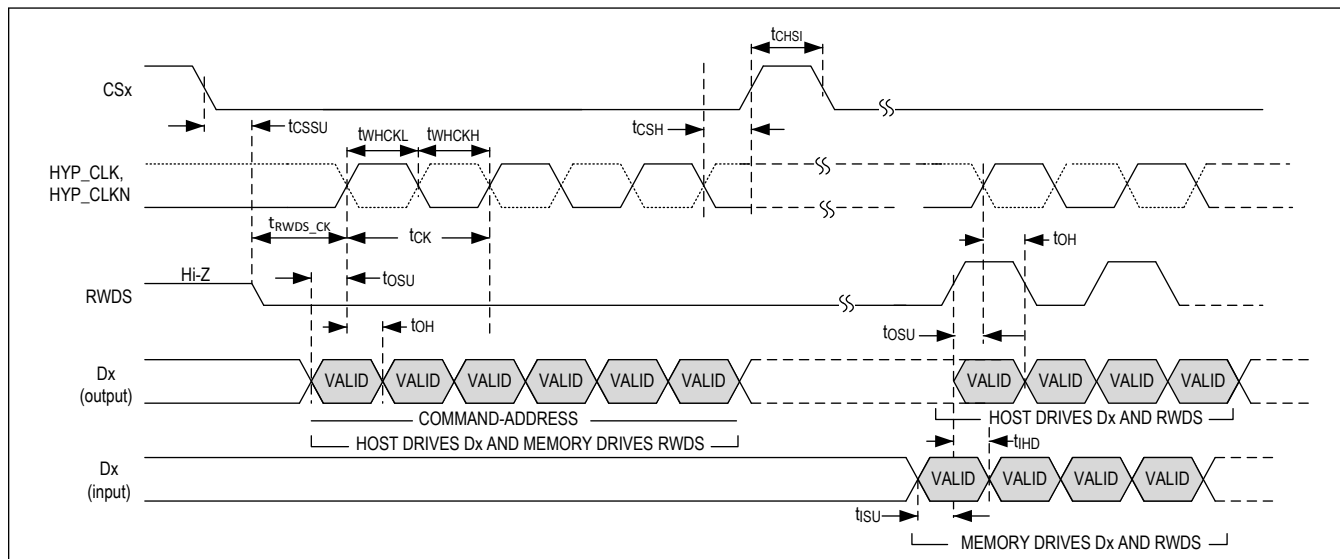 tCHSI
CSx
tCSSU
tWHCKL
tWHCKH
tCSH
HYP_CLK,
HYP_CLKN
tRWDS_CK
tCK
tOH
Hi-Z
tOSU
RWDS
tOH
tOSU
Dx
(output)
VALID VALID VALID VALID VALID VALID
VALID VALID VALID VALID
COMMAND-ADDRESS
HOST DRIVES Dx AND RWDS
HOST DRIVES Dx AND MEMORY DRIVES RWDS
tIHD
Dx
(input)
VALID VALID VALID VALID
tISU
MEMORY DRIVES Dx AND RWDS